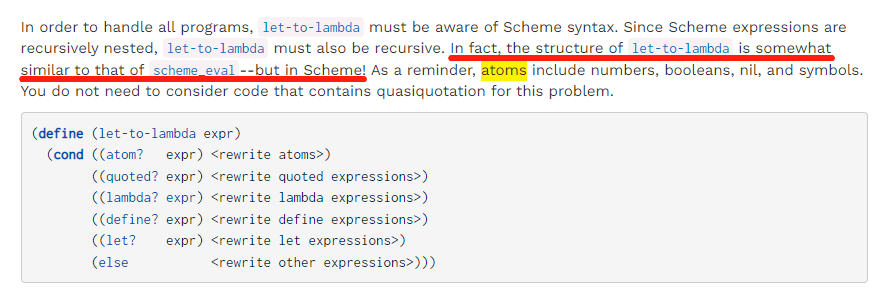 In order to handle all programs, let-to-lambda must be aware of Scheme syntax. Since Scheme expressions are
recursively nested, let-to-lambda must also be recursive. In fact, the structure of let-to-lambda is somewhat
similar to that of scheme_eval --but in Scheme! As a reminder, atoms include numbers, booleans, nil, and symbols.
You do not need to consider code that contains quasiquotation for this problem.
(define (let-to-lambda expr)
  (cond ((atom?   expr) <rewrite atoms>)
        ((quoted? expr) <rewrite quoted expressions>)
        ((lambda? expr) <rewrite lambda expressions>)
        ((define? expr) <rewrite define expressions>)
        ((let?    expr) <rewrite let expressions>)
        (else           <rewrite other expressions>)))